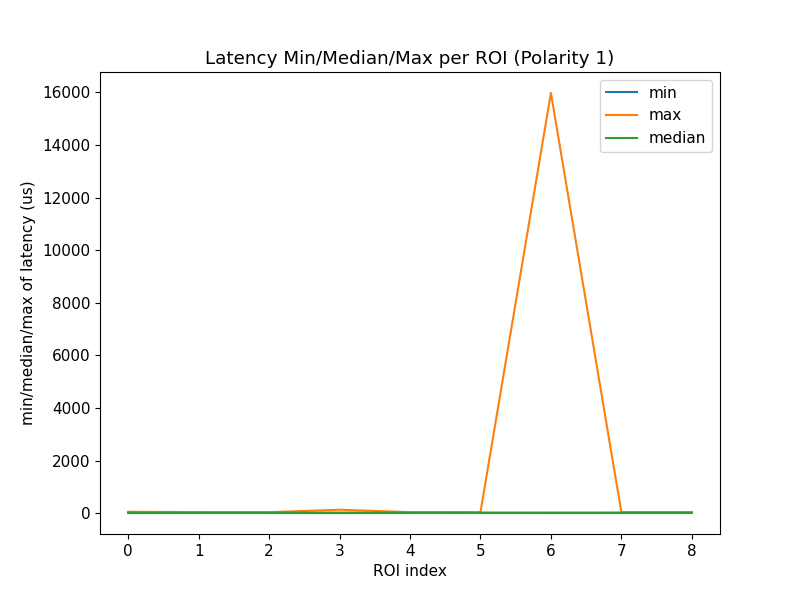 Latency Min/Median/Max per ROI (Polarity 1)
min
max
median
min/median/max of latency (us)
16000
14000
12000
10000
8000
6000
4000
2000
0
0 1 2 3 4 5 6 7 8
ROI index